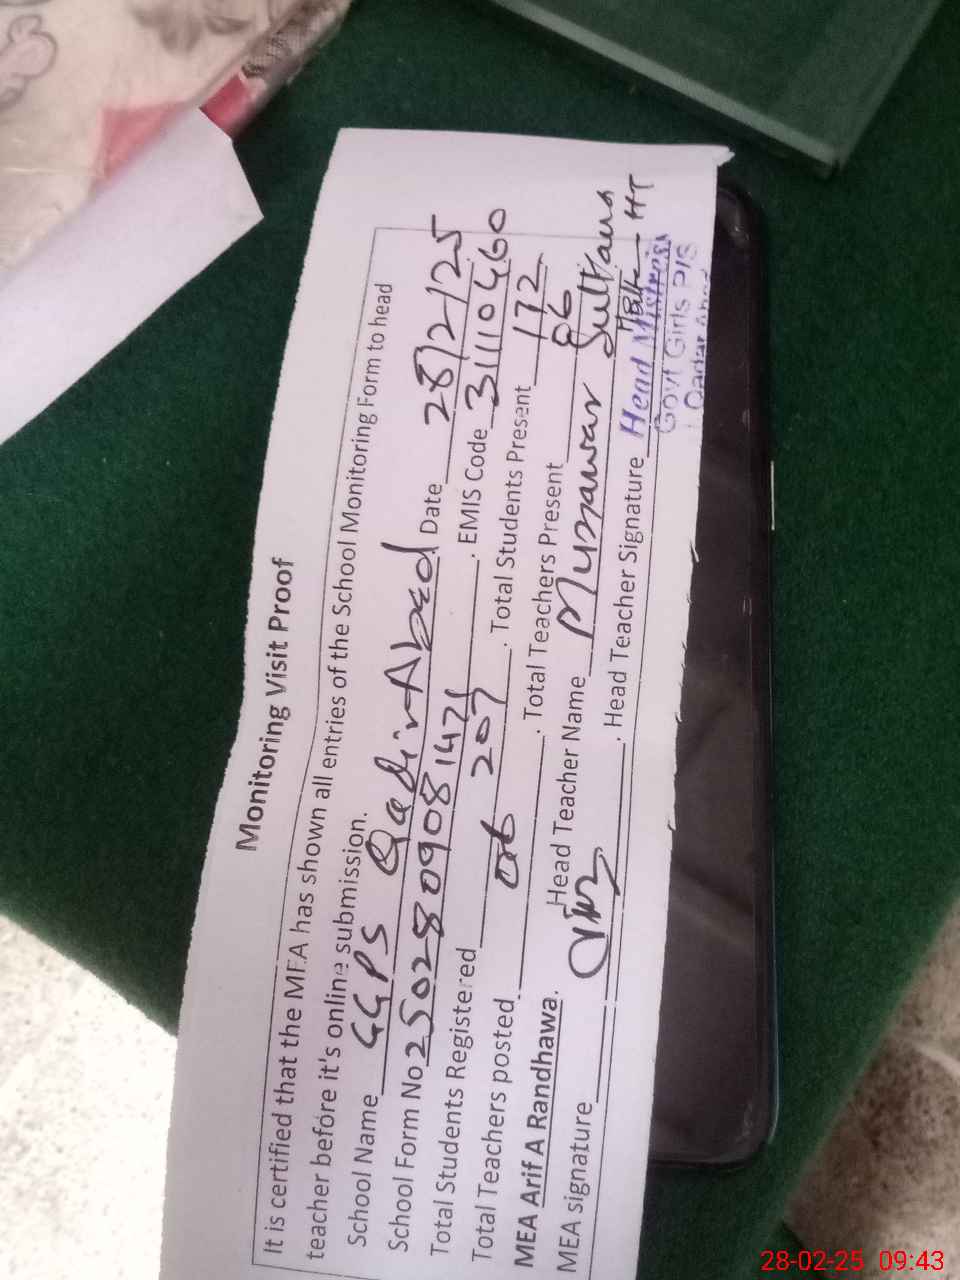 Monitoring Visit Proof
It is certified that the MEA has shown all entries of the School Monitoring Form to head
teacher before it's online submission.
School Name GGPS Qadir Abad. Date 28/2/25
School Form No 2502809081471. EMIS Code 31110460
Total Students Registered 207. Total Students Present 172
Total Teachers posted 06. Total Teachers Present 06
MEA Arif A Randhawa. Head Teacher Name Munawar Sultana
MEA signature. Head Teacher Signature HT
Head Mistress
Govt Girls P/S
28-02-25 09:43